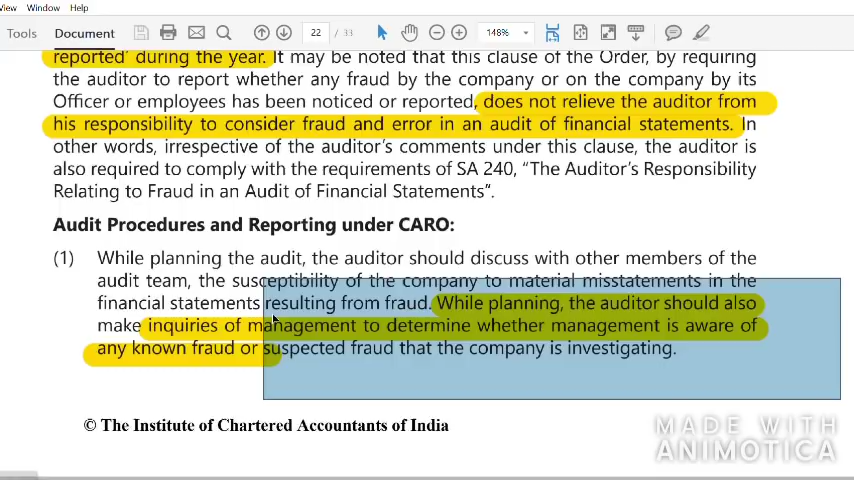 View Window Help
Tools Document 22 / 33 148%
reported' during the year. It may be noted that this clause of the Order, by requiring
the auditor to report whether any fraud by the company or on the company by its
Officer or employees has been noticed or reported, does not relieve the auditor from
his responsibility to consider fraud and error in an audit of financial statements. In
other words, irrespective of the auditor's comments under this clause, the auditor is
also required to comply with the requirements of SA 240, "The Auditor's Responsibility
Relating to Fraud in an Audit of Financial Statements".
Audit Procedures and Reporting under CARO:
(1) While planning the audit, the auditor should discuss with other members of the
audit team, the susceptibility of the company to material misstatements in the
financial statements resulting from fraud. While planning, the auditor should also
make inquiries of management to determine whether management is aware of
any known fraud or suspected fraud that the company is investigating.
© The Institute of Chartered Accountants of India
MADE WITH
ANIMOTICA